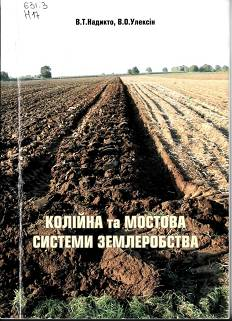 631.3
Н17
В.Т.Надикто, В.О.Улексін
КОЛІЙНА та МОСТОВА
СИСТЕМИ ЗЕМЛЕРОБСТВА